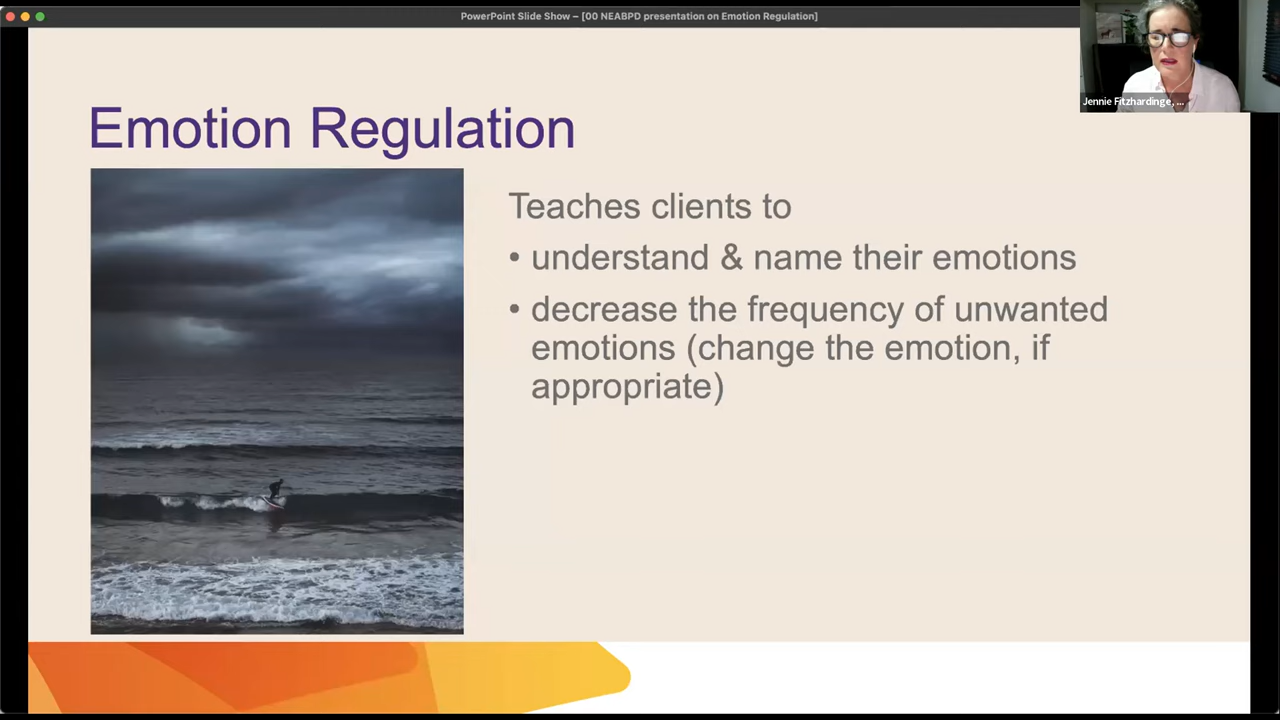 PowerPoint Slide Show – [00 NEABPD presentation on Emotion Regulation]
Jennie Fitzhardinge, ...
Emotion Regulation
Teaches clients to
• understand & name their emotions
• decrease the frequency of unwanted
emotions (change the emotion, if
appropriate)